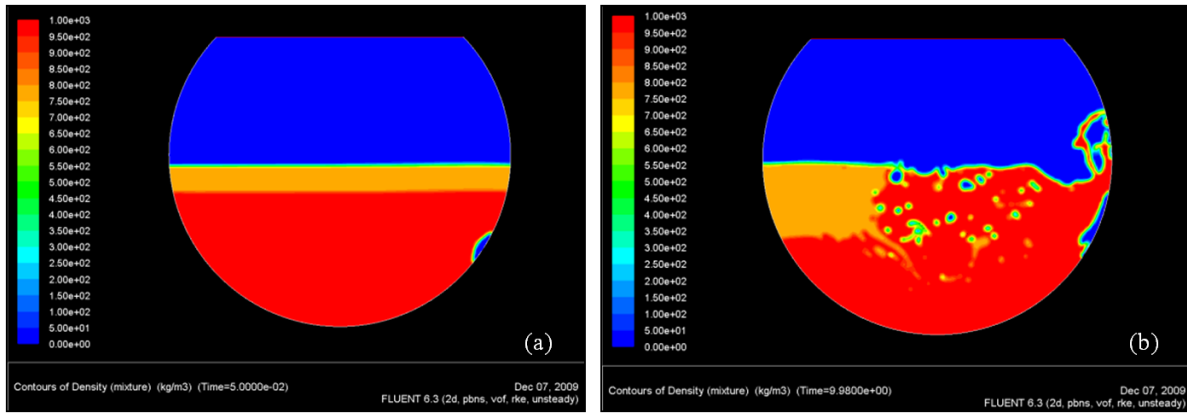 1.00e+03
9.50e+02
9.00e+02
8.50e+02
8.00e+02
7.50e+02
7.00e+02
6.50e+02
6.00e+02
5.50e+02
5.00e+02
4.50e+02
4.00e+02
3.50e+02
3.00e+02
2.50e+02
2.00e+02
1.50e+02
1.00e+02
5.00e+01
0.00e+00
(a)
Contours of Density (mixture) (kg/m3) (Time=5.0000e-02)
Dec 07, 2009
FLUENT 6.3 (2d, pbns, vof, rke, unsteady)
1.00e+03
9.50e+02
9.00e+02
8.50e+02
8.00e+02
7.50e+02
7.00e+02
6.50e+02
6.00e+02
5.50e+02
5.00e+02
4.50e+02
4.00e+02
3.50e+02
3.00e+02
2.50e+02
2.00e+02
1.50e+02
1.00e+02
5.00e+01
0.00e+00
(b)
Contours of Density (mixture) (kg/m3) (Time=9.9800e+00)
Dec 07, 2009
FLUENT 6.3 (2d, pbns, vof, rke, unsteady)